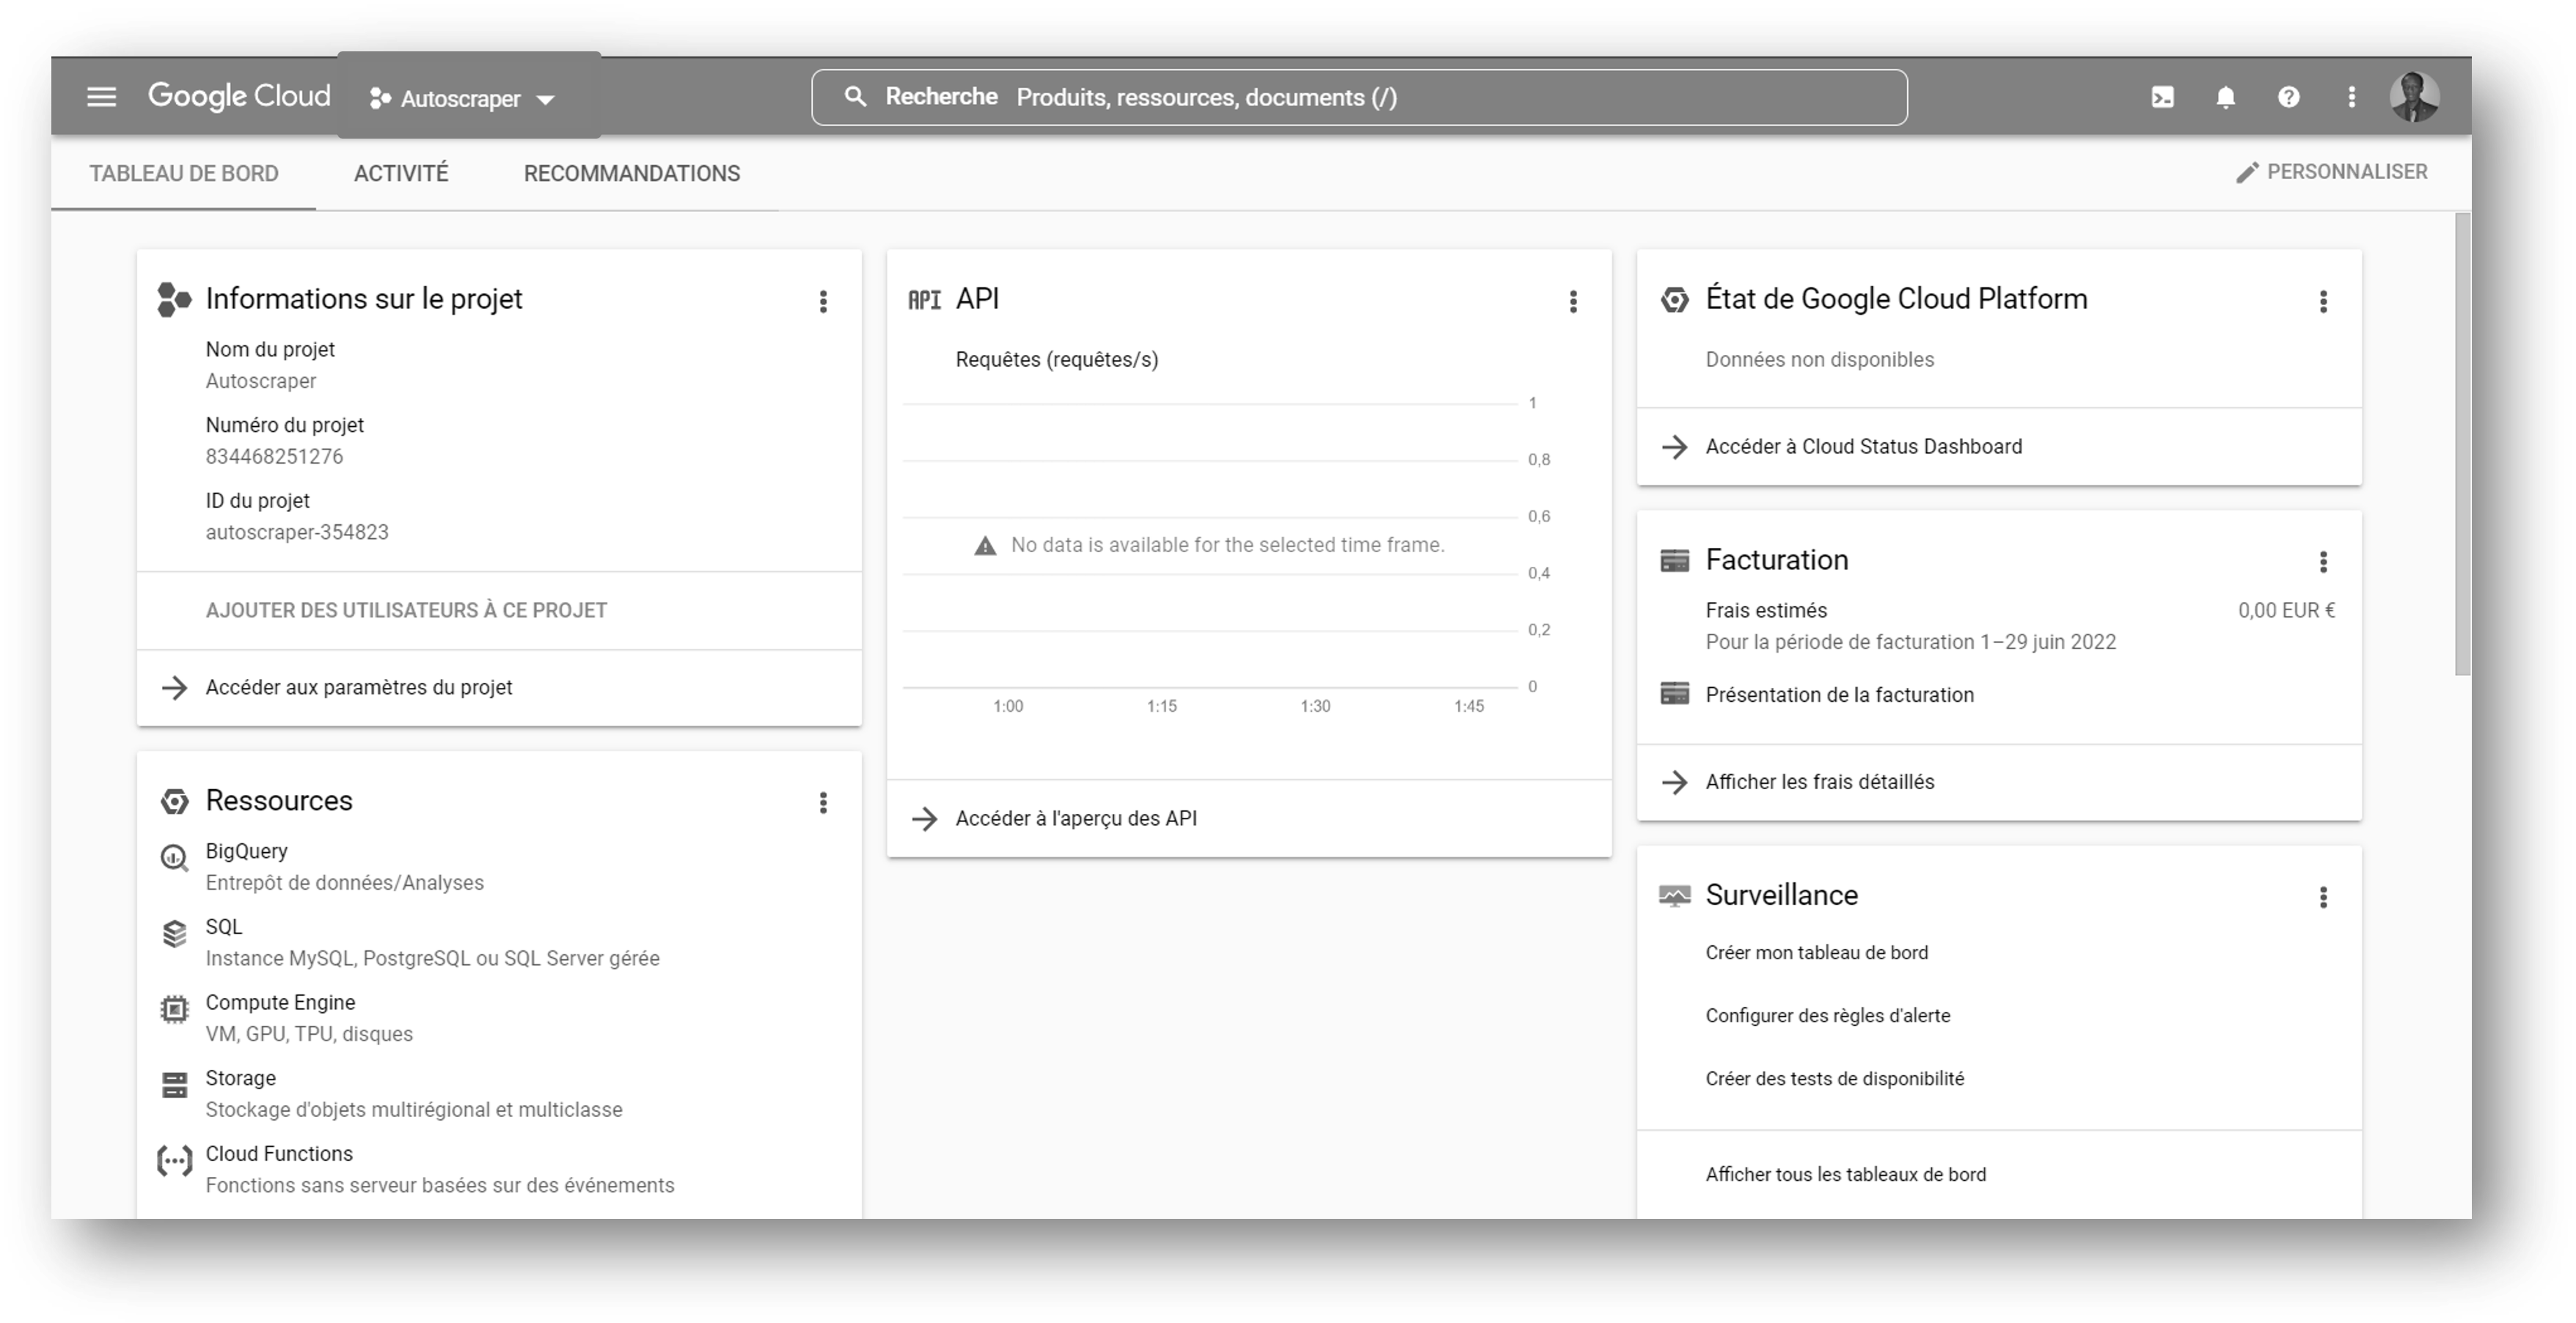 Google Cloud
Autoscraper
Recherche Produits, ressources, documents (/)
TABLEAU DE BORD
ACTIVITÉ
RECOMMANDATIONS
PERSONNALISER
Informations sur le projet
Nom du projet
Autoscraper
Numéro du projet
834468251276
ID du projet
autoscraper-354823
AJOUTER DES UTILISATEURS À CE PROJET
Accéder aux paramètres du projet
Ressources
BigQuery
Entrepôt de données/Analyses
SQL
Instance MySQL, PostgreSQL ou SQL Server gérée
Compute Engine
VM, GPU, TPU, disques
Storage
Stockage d'objets multirégional et multiclasse
Cloud Functions
Fonctions sans serveur basées sur des événements
API API
Requêtes (requêtes/s)
1
0,8
0,6
No data is available for the selected time frame.
0,4
0,2
0
1:00 1:15 1:30 1:45
Accéder à l'aperçu des API
État de Google Cloud Platform
Données non disponibles
Accéder à Cloud Status Dashboard
Facturation
Frais estimés 0,00 EUR €
Pour la période de facturation 1–29 juin 2022
Présentation de la facturation
Afficher les frais détaillés
Surveillance
Créer mon tableau de bord
Configurer des règles d'alerte
Créer des tests de disponibilité
Afficher tous les tableaux de bord